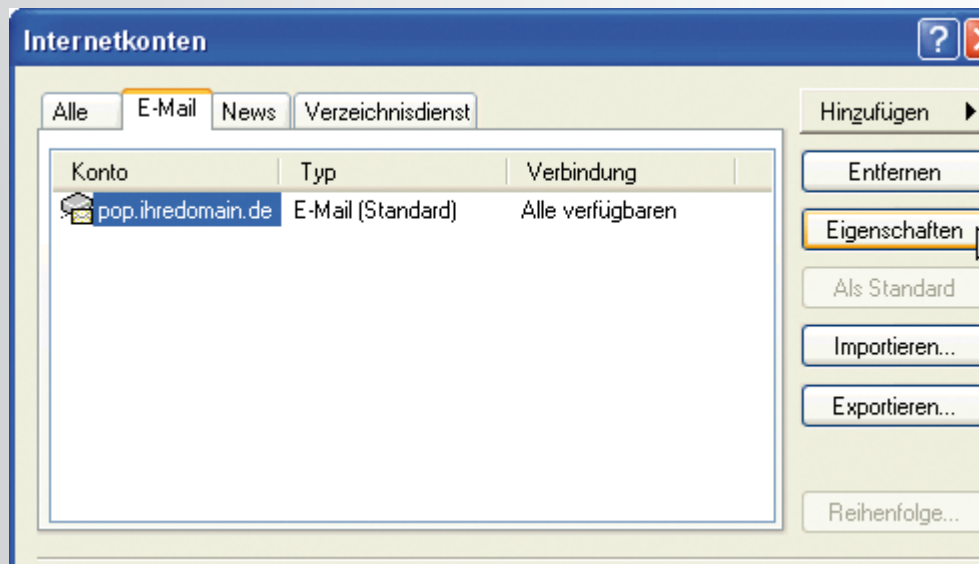 Internetkonten
Alle E-Mail News Verzeichnisdienst
Hinzufügen
Konto Typ Verbindung
Entfernen
pop.ihredomain.de E-Mail (Standard) Alle verfügbaren
Eigenschaften
Als Standard
Importieren...
Exportieren...
Reihenfolge...